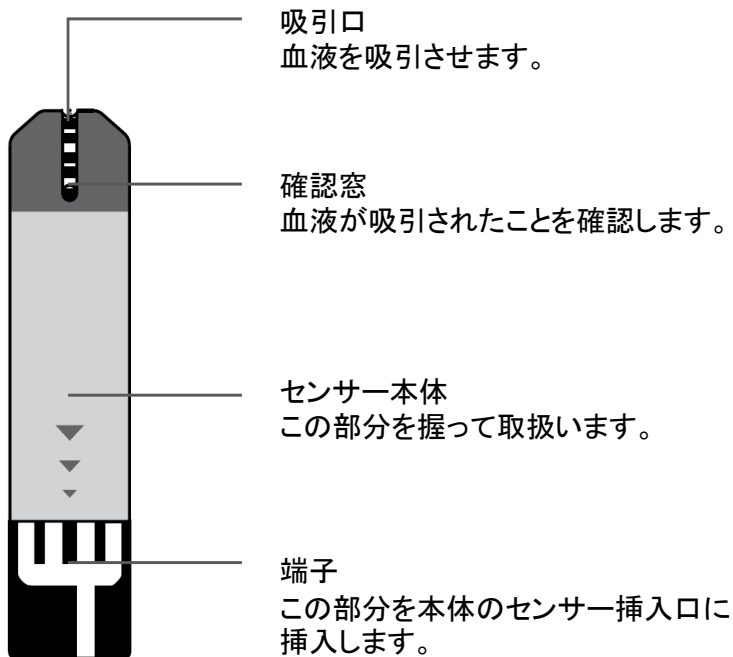 吸引口
血液を吸引させます。
確認窓
血液が吸引されたことを確認します。
センサー本体
この部分を握って取扱います。
端子
この部分を本体のセンサー挿入口に
挿入します。